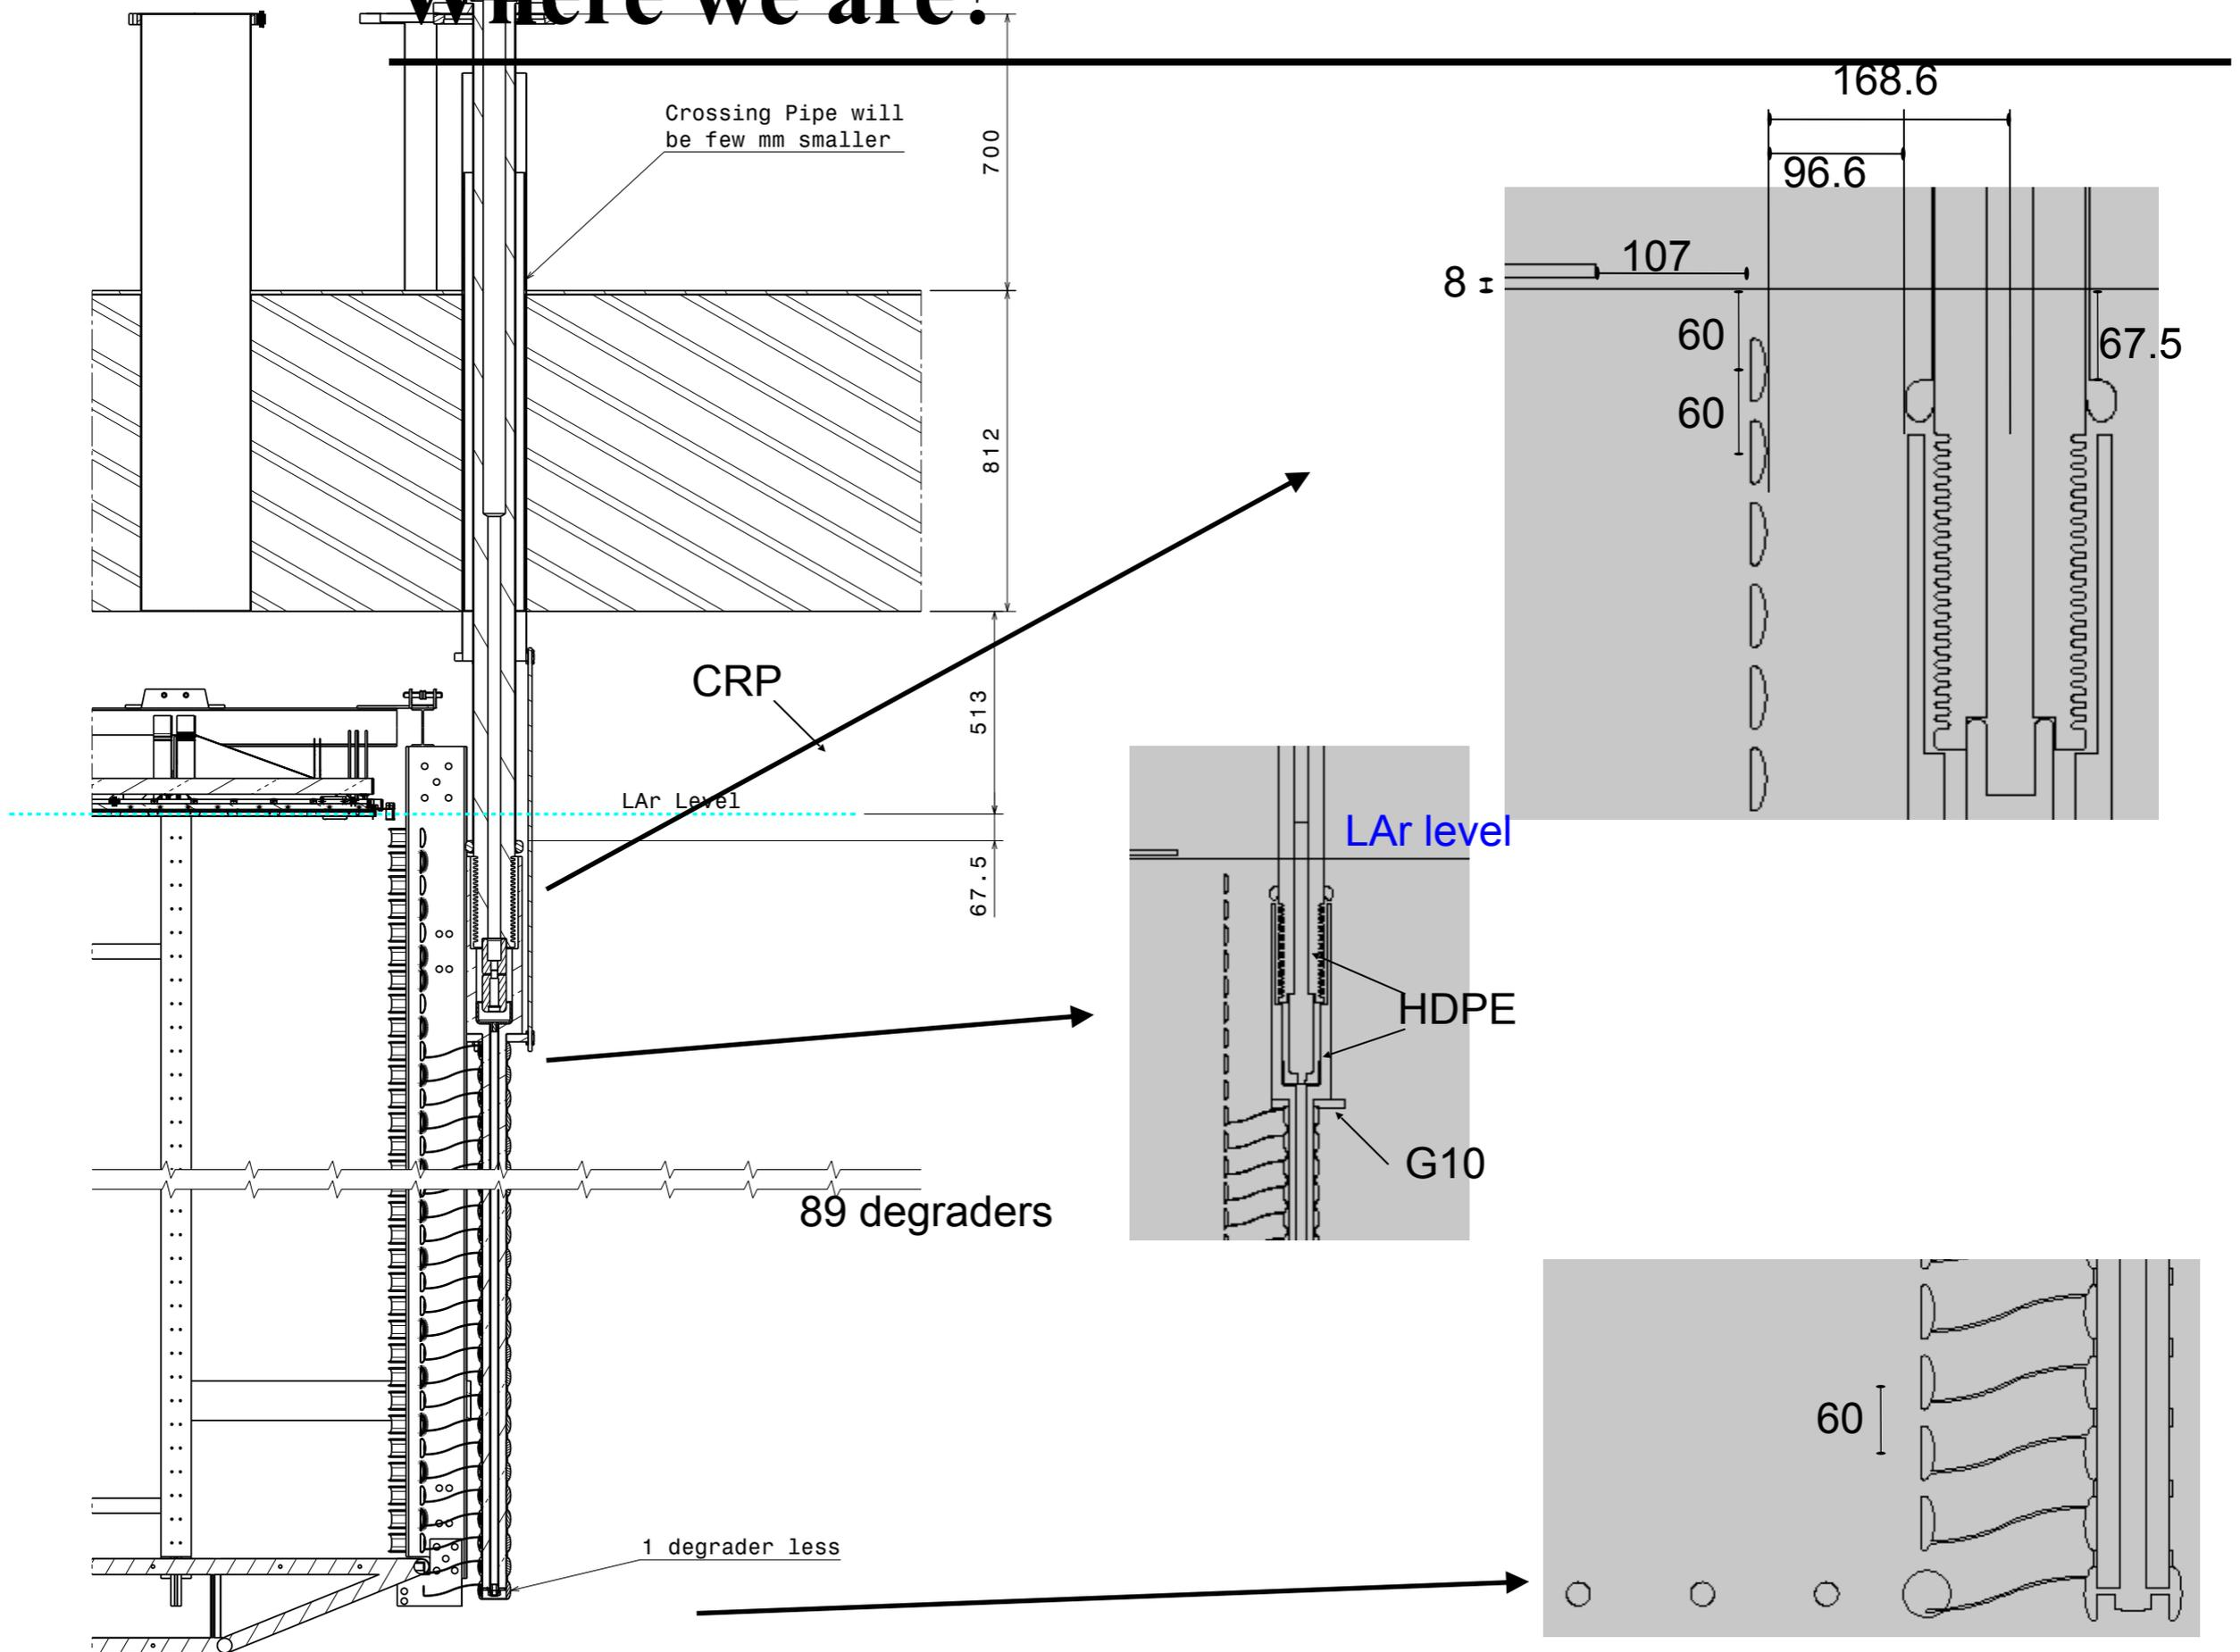 Where we are?
Crossing Pipe will
be few mm smaller
700
812
513
67.5
168.6
96.6
107
8
60
60
67.5
CRP
LAr Level
LAr level
HDPE
G10
89 degraders
60
1 degrader less